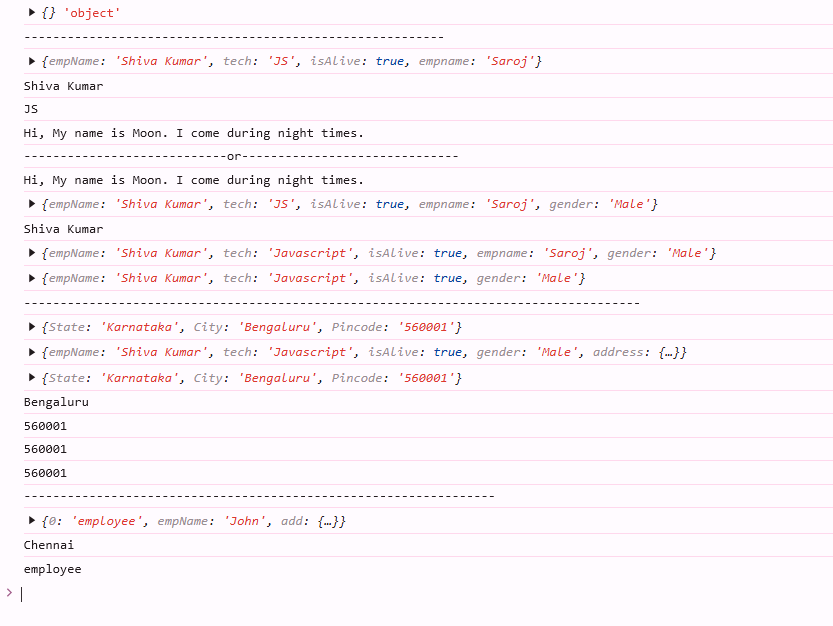 ▶ {} 'object'
----------------------------------------------------------
▶ {empName: 'Shiva Kumar', tech: 'JS', isAlive: true, empname: 'Saroj'}
Shiva Kumar
JS
Hi, My name is Moon. I come during night times.
----------------------------or------------------------------
Hi, My name is Moon. I come during night times.
▶ {empName: 'Shiva Kumar', tech: 'JS', isAlive: true, empname: 'Saroj', gender: 'Male'}
Shiva Kumar
▶ {empName: 'Shiva Kumar', tech: 'Javascript', isAlive: true, empname: 'Saroj', gender: 'Male'}
▶ {empName: 'Shiva Kumar', tech: 'Javascript', isAlive: true, gender: 'Male'}
-------------------------------------------------------------------------------------
▶ {State: 'Karnataka', City: 'Bengaluru', Pincode: '560001'}
▶ {empName: 'Shiva Kumar', tech: 'Javascript', isAlive: true, gender: 'Male', address: {…}}
▶ {State: 'Karnataka', City: 'Bengaluru', Pincode: '560001'}
Bengaluru
560001
560001
560001
-----------------------------------------------------------------
▶ {0: 'employee', empName: 'John', add: {…}}
Chennai
employee
>